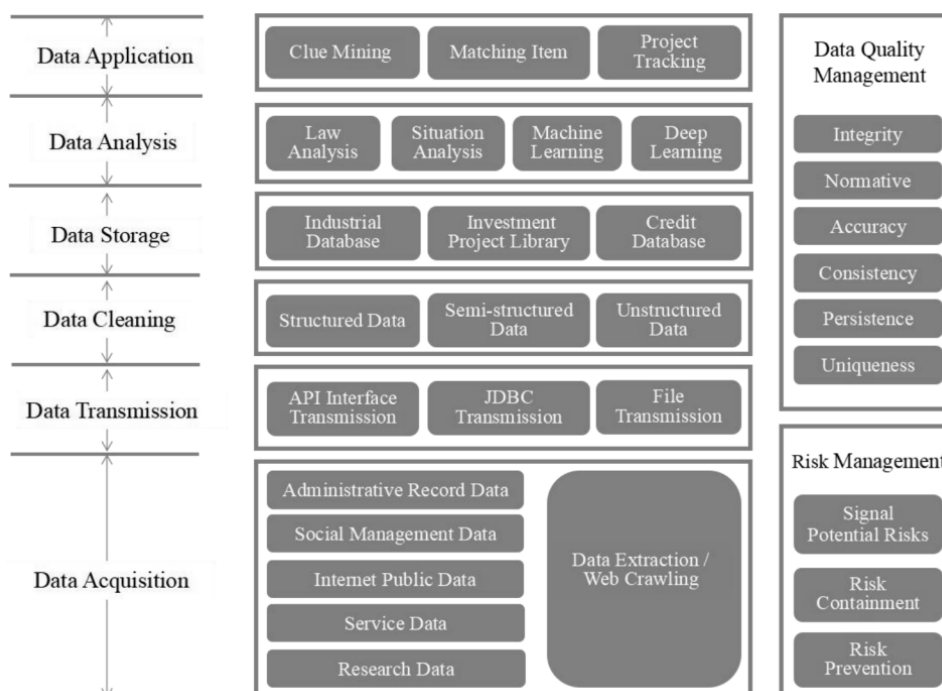 Data Application
Clue Mining
Matching Item
Project
Tracking
Data Analysis
Law
Analysis
Situation
Analysis
Machine
Learning
Deep
Learning
Data Storage
Industrial
Database
Investment
Project Library
Credit
Database
Data Cleaning
Structured Data
Semi-structured
Data
Unstructured
Data
Data Transmission
API Interface
Transmission
JDBC
Transmission
File
Transmission
Data Acquisition
Administrative Record Data
Social Management Data
Internet Public Data
Service Data
Research Data
Data Extraction /
Web Crawling
Data Quality
Management
Integrity
Normative
Accuracy
Consistency
Persistence
Uniqueness
Risk Management
Signal
Potential Risks
Risk
Containment
Risk
Prevention